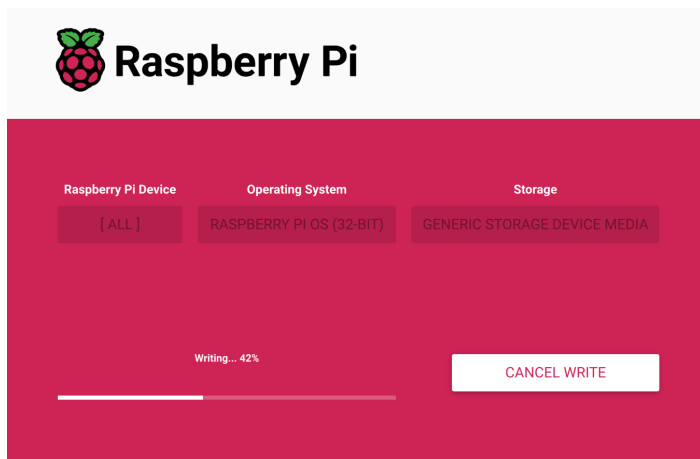 Raspberry Pi
Raspberry Pi Device Operating System Storage
[ ALL ] RASPBERRY PI OS (32-BIT) GENERIC STORAGE DEVICE MEDIA
Writing... 42%
CANCEL WRITE